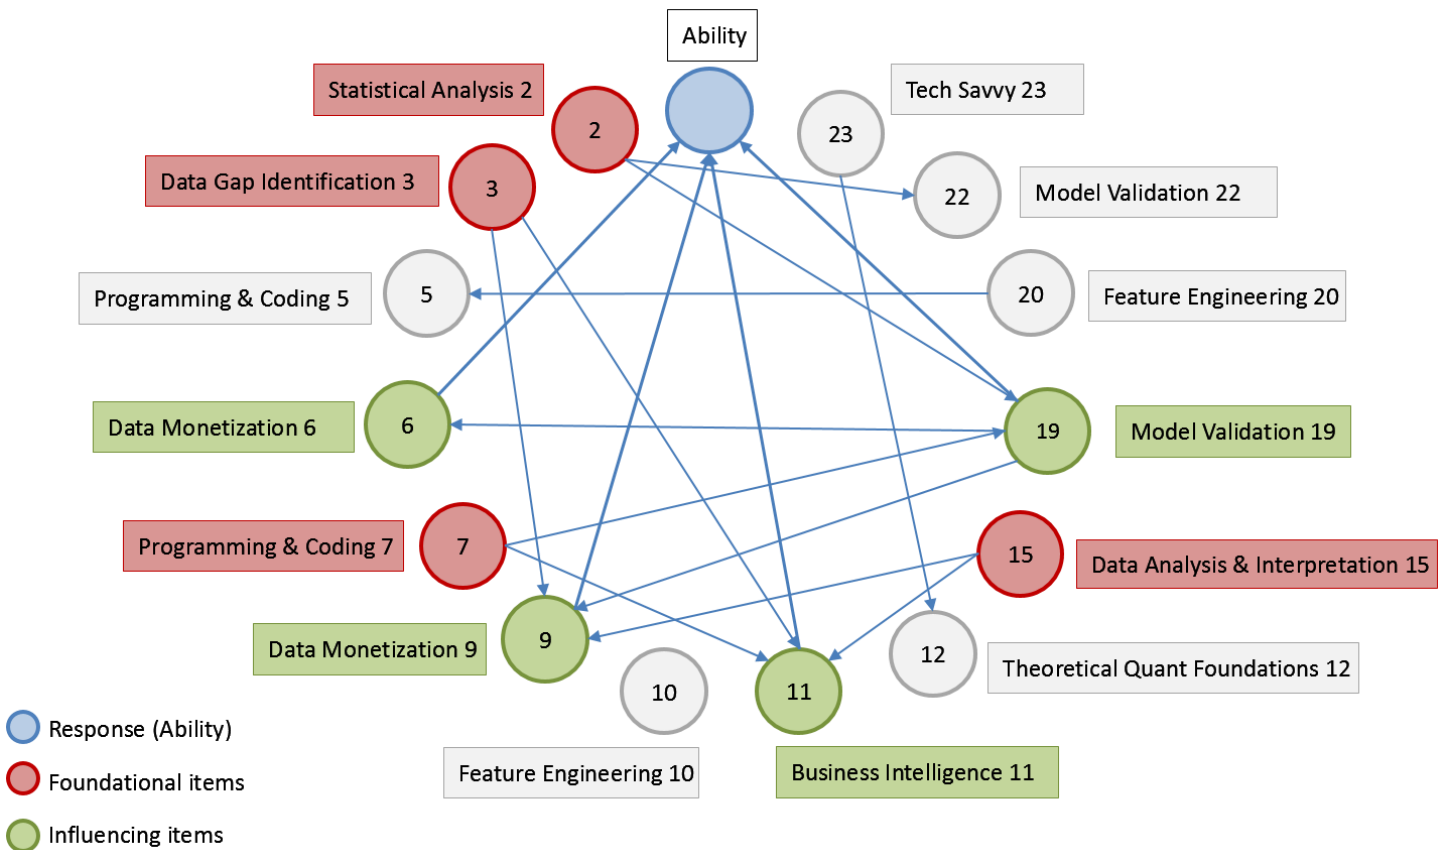 Ability
Statistical Analysis 2
Tech Savvy 23
2
23
Data Gap Identification 3
3
22
Model Validation 22
Programming & Coding 5
5
20
Feature Engineering 20
Data Monetization 6
6
19
Model Validation 19
Programming & Coding 7
7
15
Data Analysis & Interpretation 15
Data Monetization 9
9
10
11
12
Theoretical Quant Foundations 12
Feature Engineering 10
Business Intelligence 11
Response (Ability)
Foundational items
Influencing items